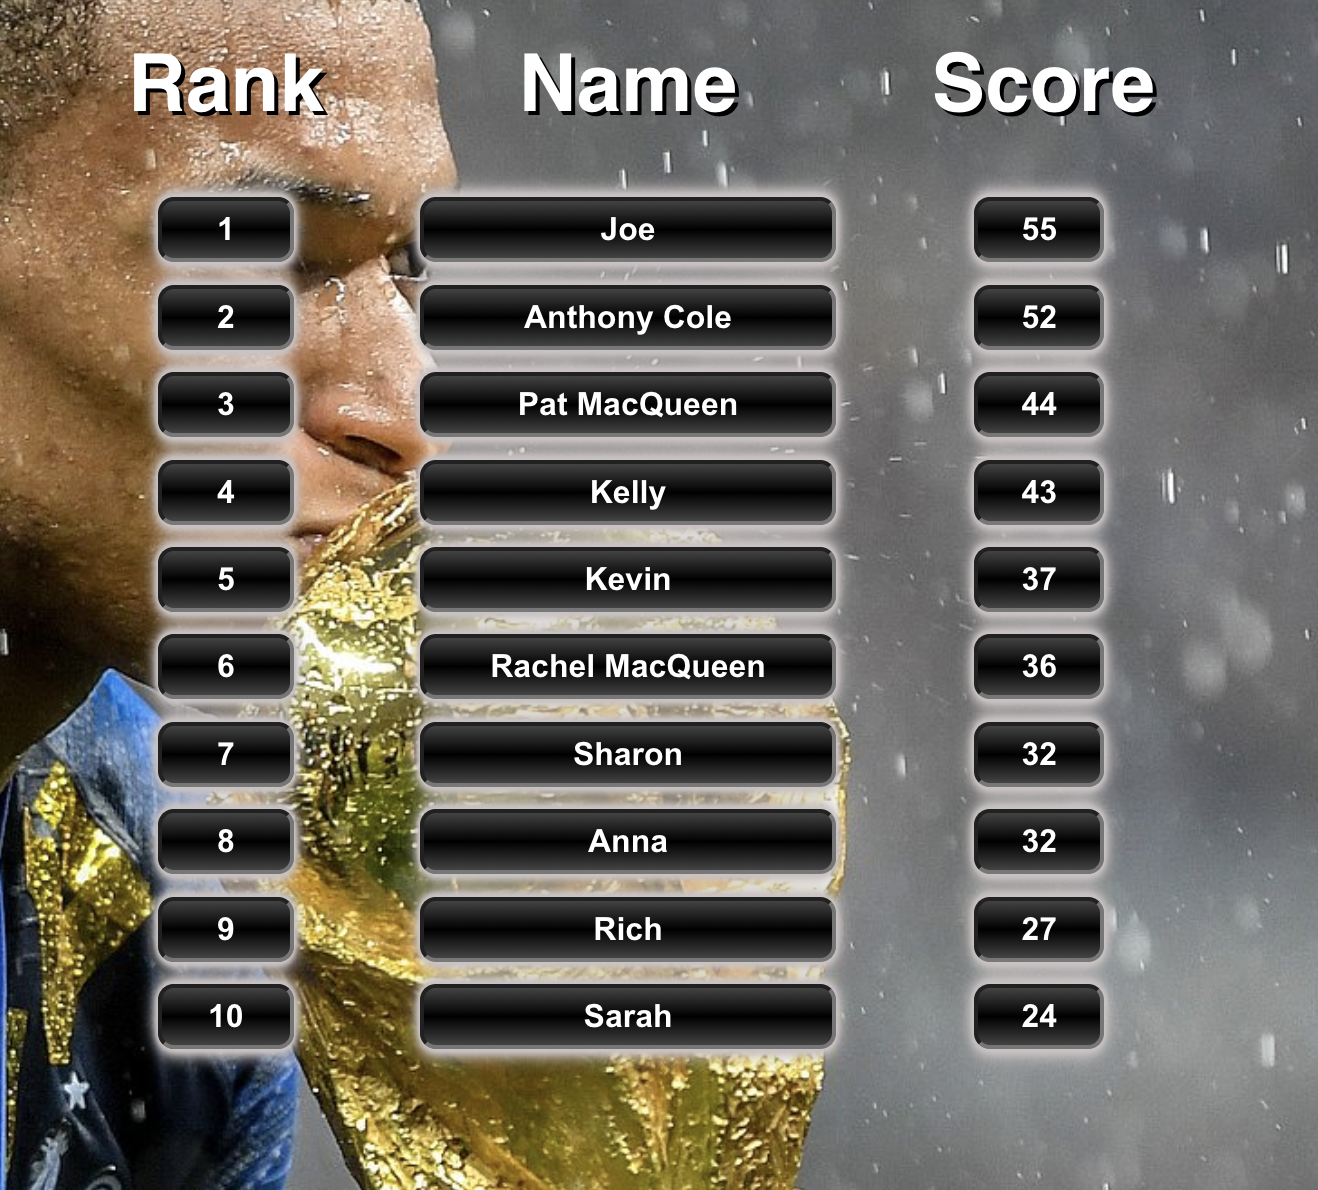 Rank Name Score
1 Joe 55
2 Anthony Cole 52
3 Pat MacQueen 44
4 Kelly 43
5 Kevin 37
6 Rachel MacQueen 36
7 Sharon 32
8 Anna 32
9 Rich 27
10 Sarah 24